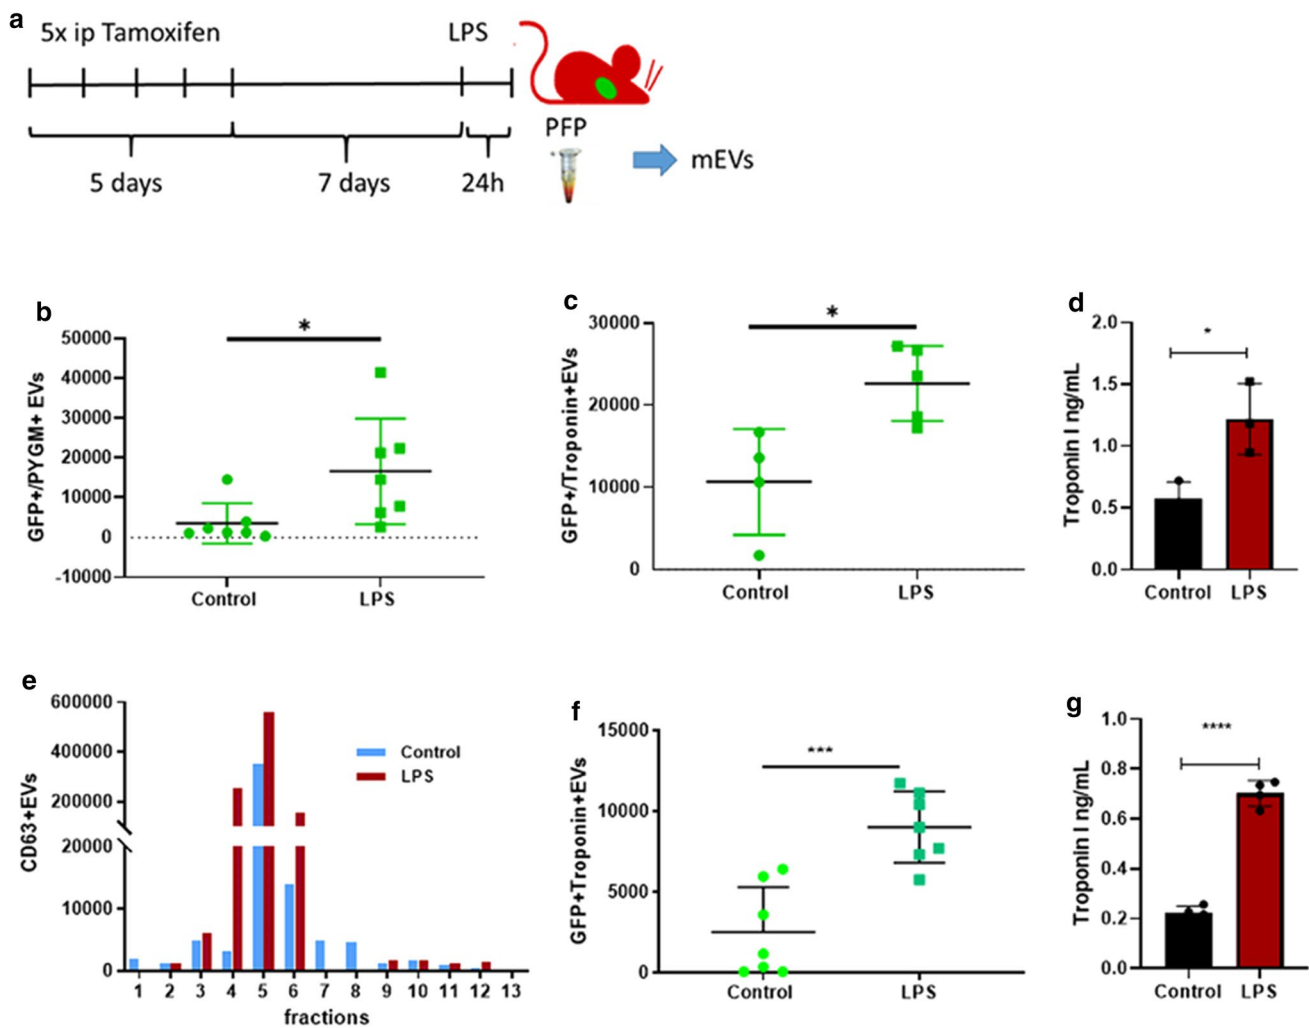 a
5x ip Tamoxifen
LPS
PFP
mEVs
5 days
7 days
24h
b
GFP+/PYGM+ EVs
50000
40000
30000
20000
10000
0
-10000
*
Control
LPS
c
GFP+/Troponin+EVs
30000
20000
10000
0
*
Control
LPS
d
Troponin I ng/mL
2.0
1.5
1.0
0.5
0.0
*
Control
LPS
e
CD63+EVs
600000
400000
200000
20000
10000
0
Control
LPS
1 2 3 4 5 6 7 8 9 10 11 12 13
fractions
f
GFP+Troponin+EVs
15000
10000
5000
0
***
Control
LPS
g
Troponin I ng/mL
1.0
0.8
0.6
0.4
0.2
0.0
****
Control
LPS